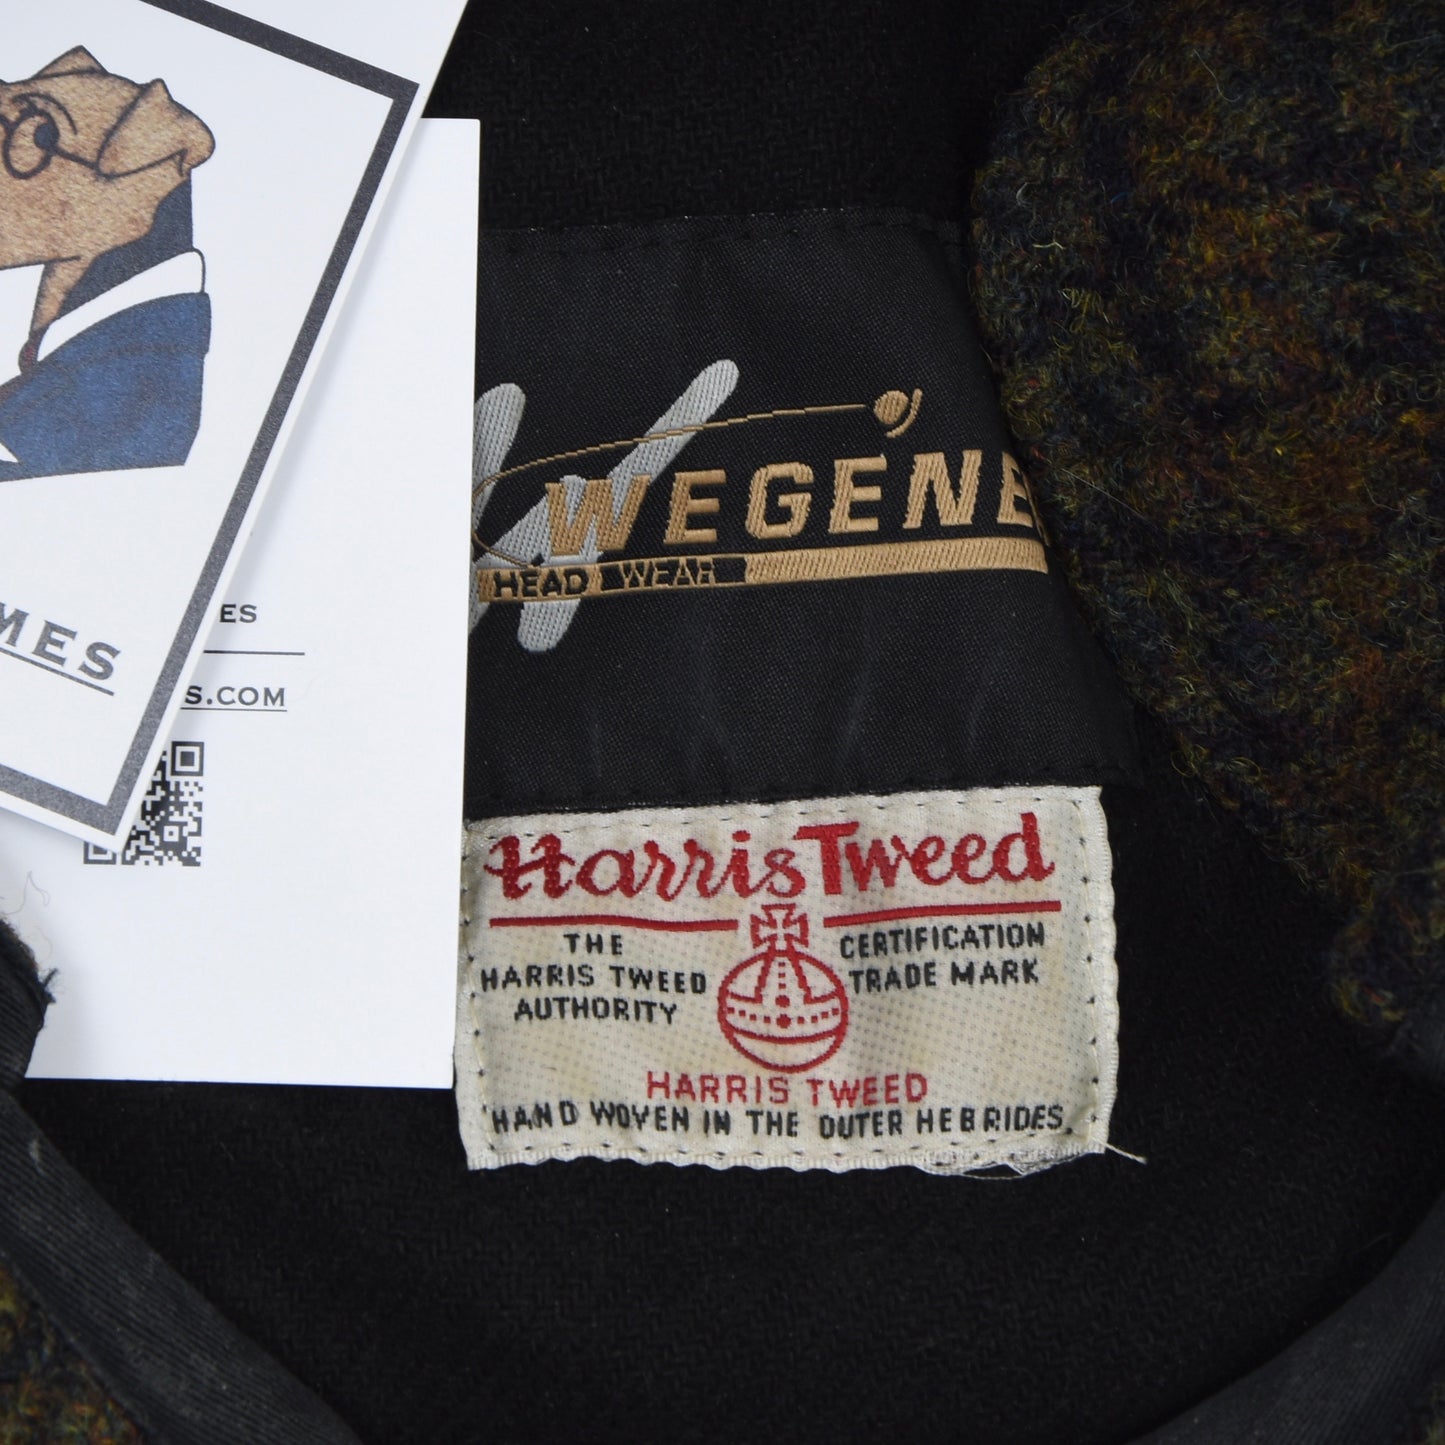 MES
ES
S.COM
WEGENE
HEAD WEAR
Harris Tweed
THE
HARRIS TWEED
AUTHORITY
CERTIFICATION
TRADE MARK
HARRIS TWEED
HAND WOVEN IN THE OUTER HEBRIDES.